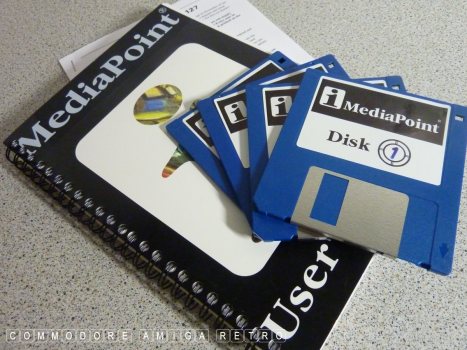 127
MediaPoint
User
i MediaPoint
Disk 1
i
i
COMMODORE AMIGA RETRO